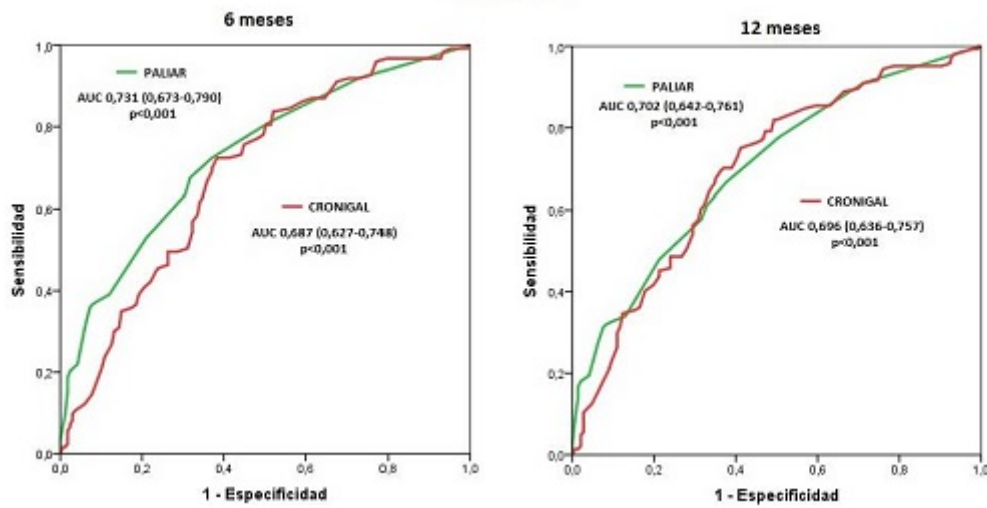 6 meses
1,0
0,8
0,6
0,4
0,2
0,0
Sensibilidad
PALIAR
AUC 0,731 (0,673-0,790)
p<0,001
CRONIGAL
AUC 0,687 (0,627-0,748)
p<0,001
0,0 0,2 0,4 0,6 0,8 1,0
1 - Especificidad
12 meses
1,0
0,8
0,6
0,4
0,2
0,0
Sensibilidad
PALIAR
AUC 0,702 (0,642-0,761)
p<0,001
CRONIGAL
AUC 0,696 (0,636-0,757)
p<0,001
0,0 0,2 0,4 0,6 0,8 1,0
1 - Especificidad